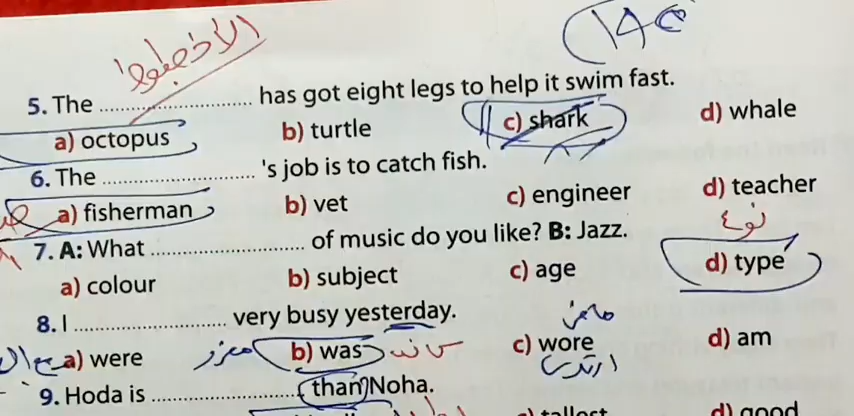 الاخطبوط
5. The .............................. has got eight legs to help it swim fast.
a) octopus b) turtle c) shark d) whale
6. The .............................. 's job is to catch fish.
a) fisherman b) vet c) engineer d) teacher
نوع
7. A: What .............................. of music do you like? B: Jazz.
a) colour b) subject c) age d) type
8. I .............................. very busy yesterday.
a) were b) was c) wore d) am
9. Hoda is .............................. than Noha.
tallest d) good